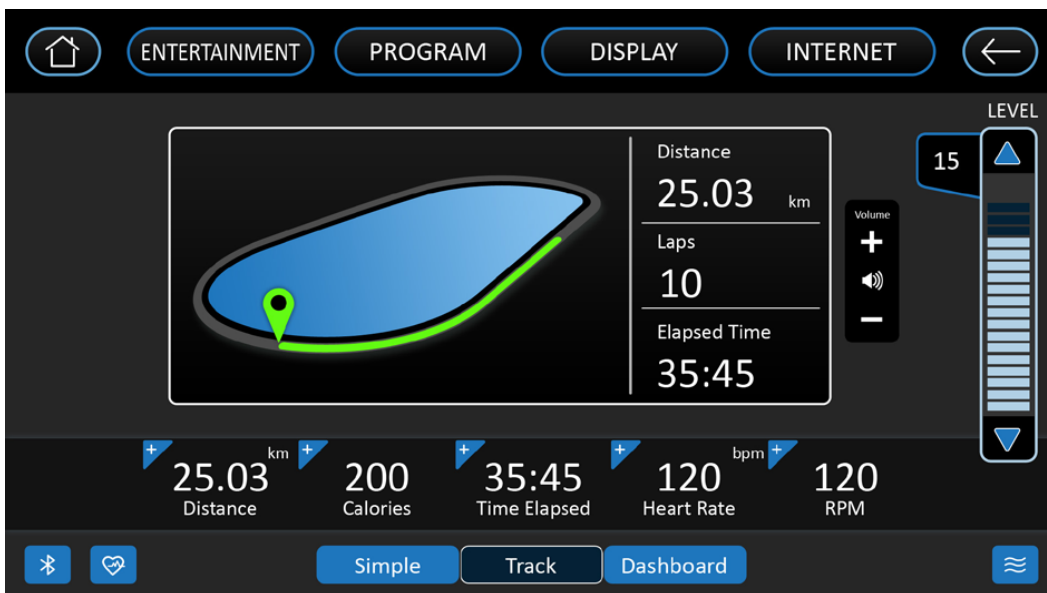 ENTERTAINMENT
PROGRAM
DISPLAY
INTERNET
LEVEL
15
Distance
25.03 km
Laps
10
Elapsed Time
35:45
Volume
+
−
+ km + + + bpm +
25.03 200 35:45 120 120
Distance Calories Time Elapsed Heart Rate RPM
Simple Track Dashboard